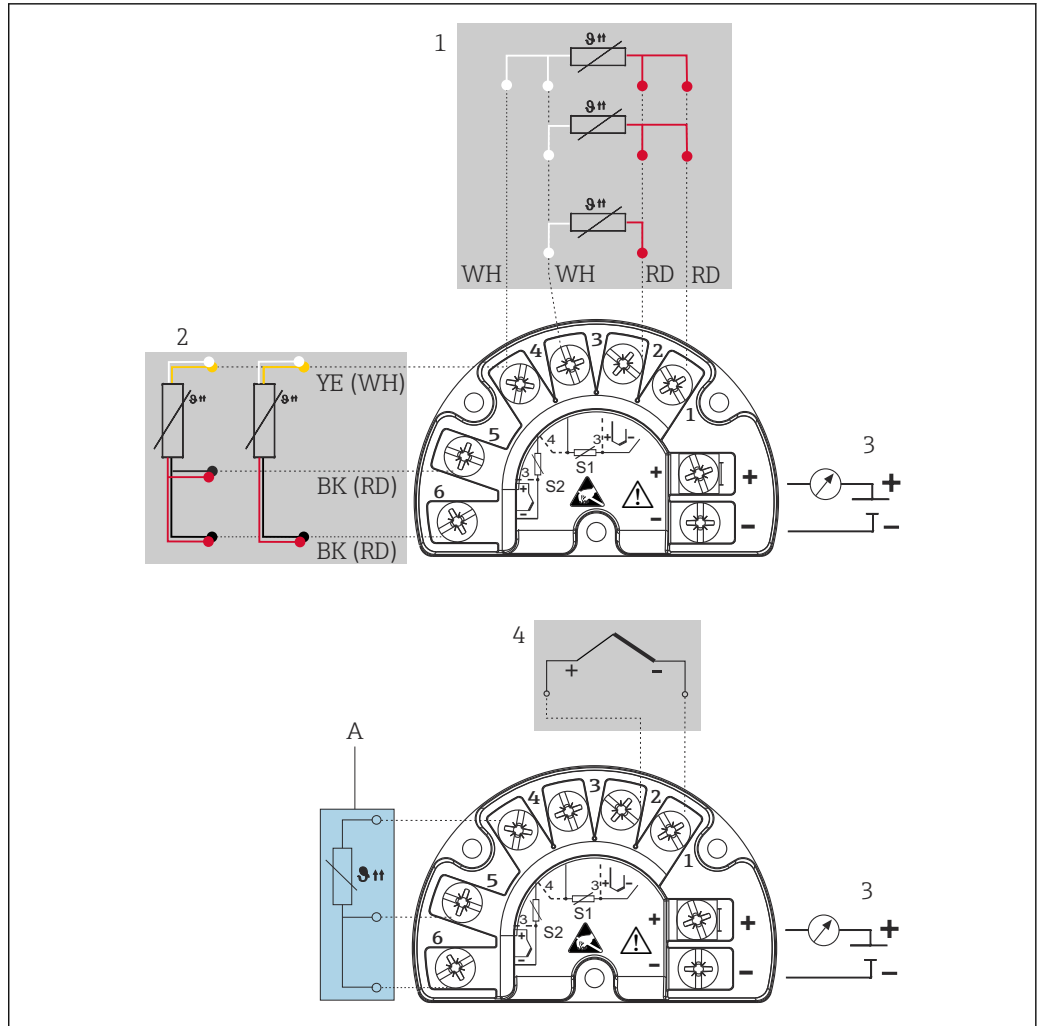 1
ϑ
ϑ
ϑ
WH WH RD RD
2
ϑ
ϑ
YE (WH)
BK (RD)
BK (RD)
4 3 2
5 1
6
4 3 + -
3 S1 +
S2
+
- -
+
-
3
+
-
4
+ -
A
ϑ
4 3 2
5 1
6
4 3 + -
3 S1 +
S2
+
- -
+
-
3
+
-